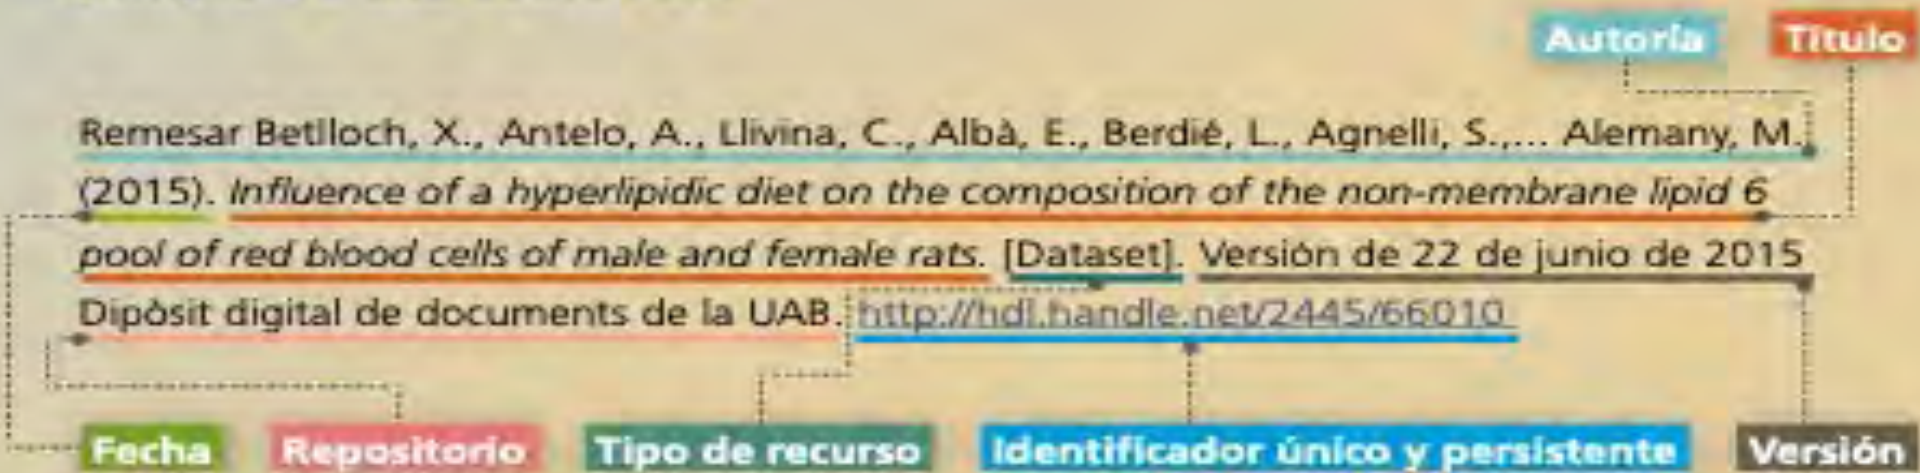 Autoría Título
Remesar Betlloch, X., Antelo, A., Llivina, C., Albà, E., Berdié, L., Agnelli, S.,... Alemany, M.
(2015). Influence of a hyperlipidic diet on the composition of the non-membrane lipid 6
pool of red blood cells of male and female rats. [Dataset]. Versión de 22 de junio de 2015
Dipòsit digital de documents de la UAB. http://hdl.handle.net/2445/66010
Fecha Repositorio Tipo de recurso Identificador único y persistente Versión